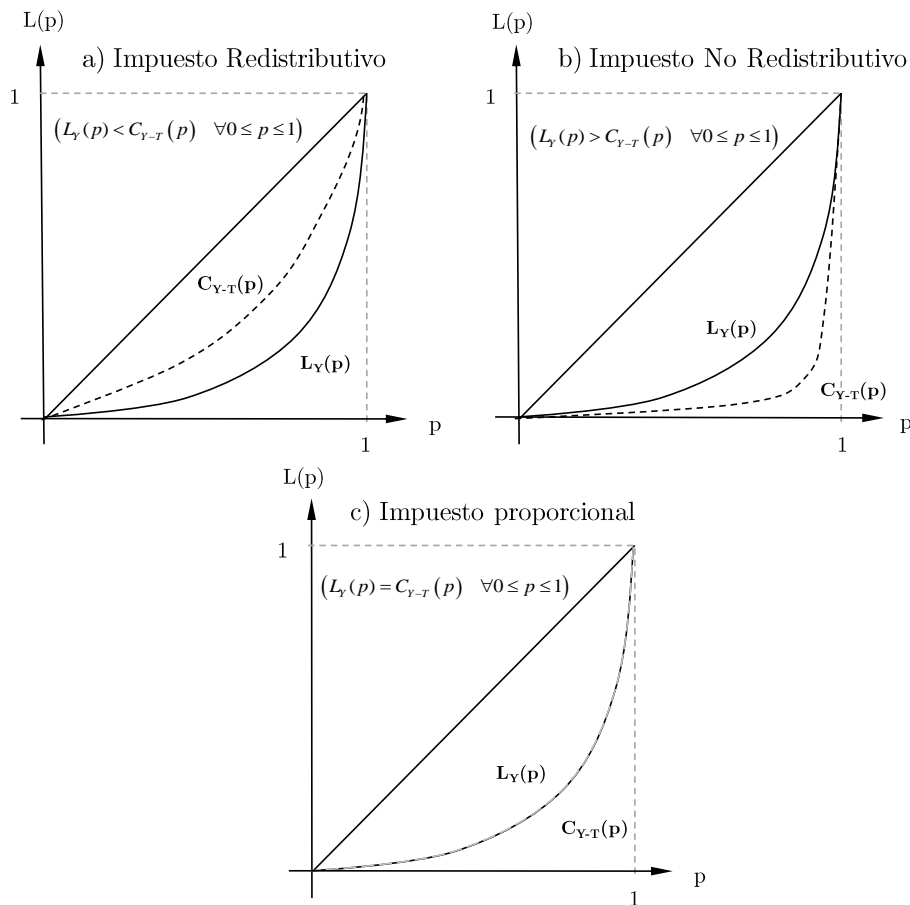 L(p)
a) Impuesto Redistributivo
1
(L_Y(p) < C_{Y-T}(p) ∀0 ≤ p ≤ 1)
C_{Y-T}(p)
L_Y(p)
p
1
L(p)
b) Impuesto No Redistributivo
1
(L_Y(p) > C_{Y-T}(p) ∀0 ≤ p ≤ 1)
L_Y(p)
C_{Y-T}(p)
p
1
L(p)
c) Impuesto proporcional
1
(L_Y(p) = C_{Y-T}(p) ∀0 ≤ p ≤ 1)
L_Y(p)
C_{Y-T}(p)
p
1